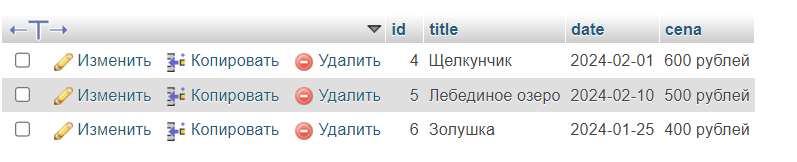 id title date cena
Изменить Копировать Удалить 4 Щелкунчик 2024-02-01 600 рублей
Изменить Копировать Удалить 5 Лебединое озеро 2024-02-10 500 рублей
Изменить Копировать Удалить 6 Золушка 2024-01-25 400 рублей